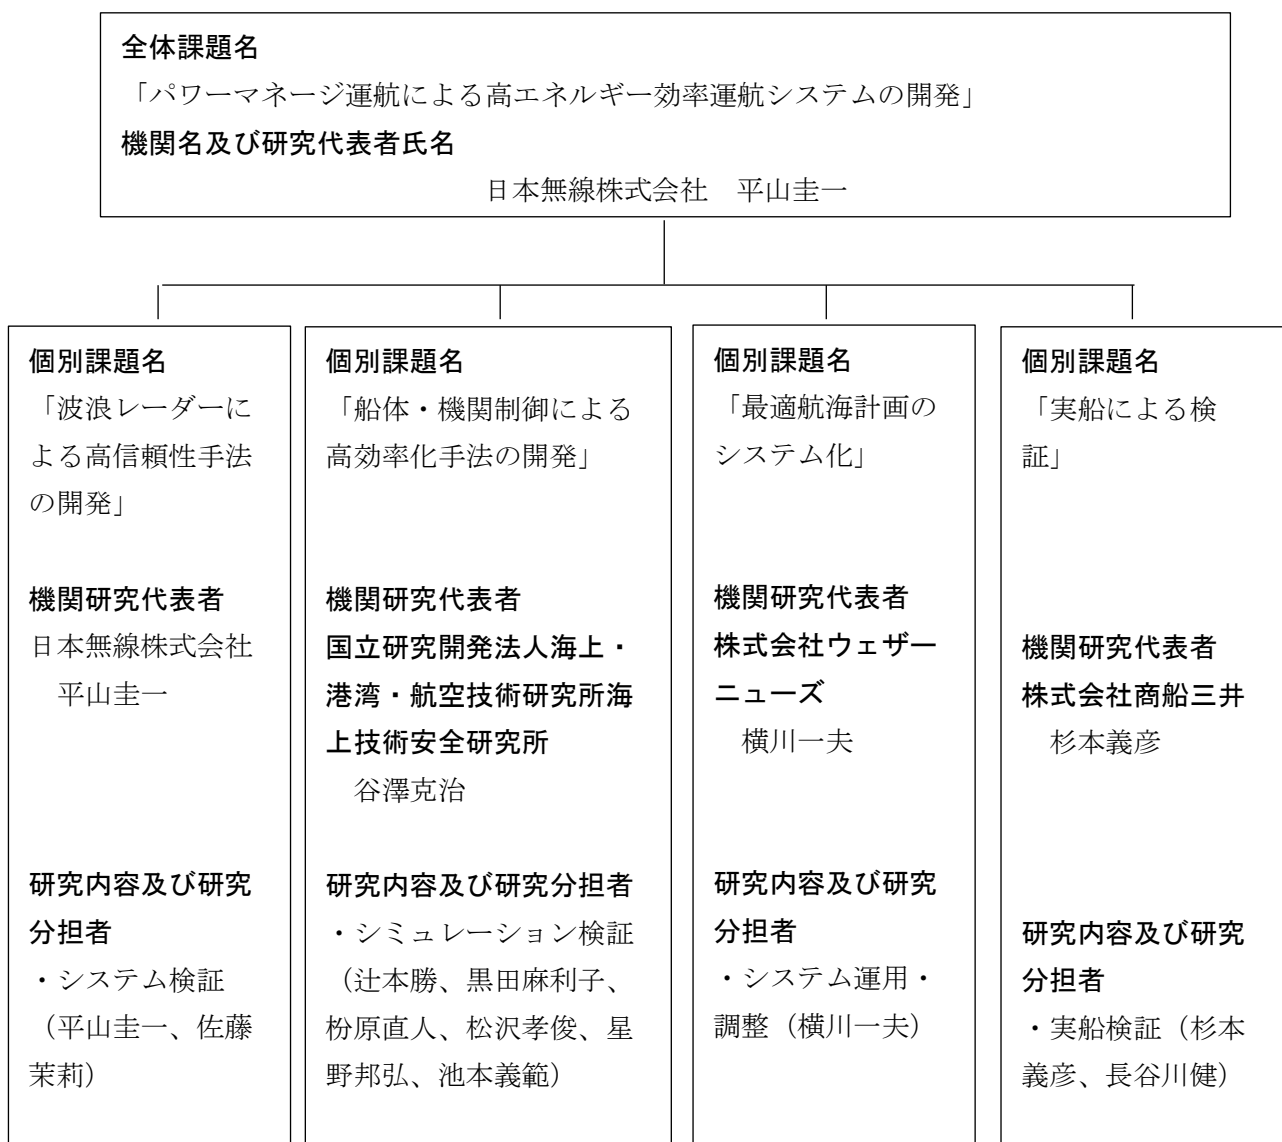 全体課題名
「パワーマネージ運航による高エネルギー効率運航システムの開発」
機関名及び研究代表者氏名
日本無線株式会社　平山圭一
個別課題名
「波浪レーダーに
よる高信頼性手法
の開発」
機関研究代表者
日本無線株式会社
平山圭一
研究内容及び研究
分担者
・システム検証
（平山圭一、佐藤
茉莉）
個別課題名
「船体・機関制御による
高効率化手法の開発」
機関研究代表者
国立研究開発法人海上・
港湾・航空技術研究所海
上技術安全研究所
谷澤克治
研究内容及び研究分担者
・シミュレーション検証
（辻本勝、黒田麻利子、
枌原直人、松沢孝俊、星
野邦弘、池本義範）
個別課題名
「最適航海計画の
システム化」
機関研究代表者
株式会社ウェザー
ニューズ
横川一夫
研究内容及び研究
分担者
・システム運用・
調整（横川一夫）
個別課題名
「実船による検
証」
機関研究代表者
株式会社商船三井
杉本義彦
研究内容及び研究
分担者
・実船検証（杉本
義彦、長谷川健）